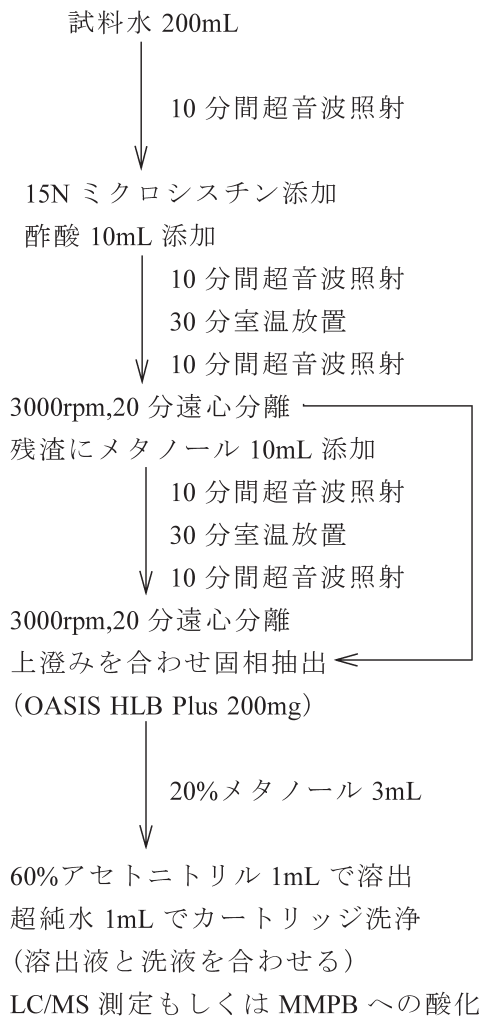 試料水 200mL
10 分間超音波照射
15N ミクロシスチン添加
酢酸 10mL 添加
10 分間超音波照射
30 分室温放置
10 分間超音波照射
3000rpm,20 分遠心分離
残渣にメタノール 10mL 添加
10 分間超音波照射
30 分室温放置
10 分間超音波照射
3000rpm,20 分遠心分離
上澄みを合わせ固相抽出
（OASIS HLB Plus 200mg）
20%メタノール 3mL
60%アセトニトリル 1mL で溶出
超純水 1mL でカートリッジ洗浄
（溶出液と洗液を合わせる）
LC/MS 測定もしくは MMPB への酸化